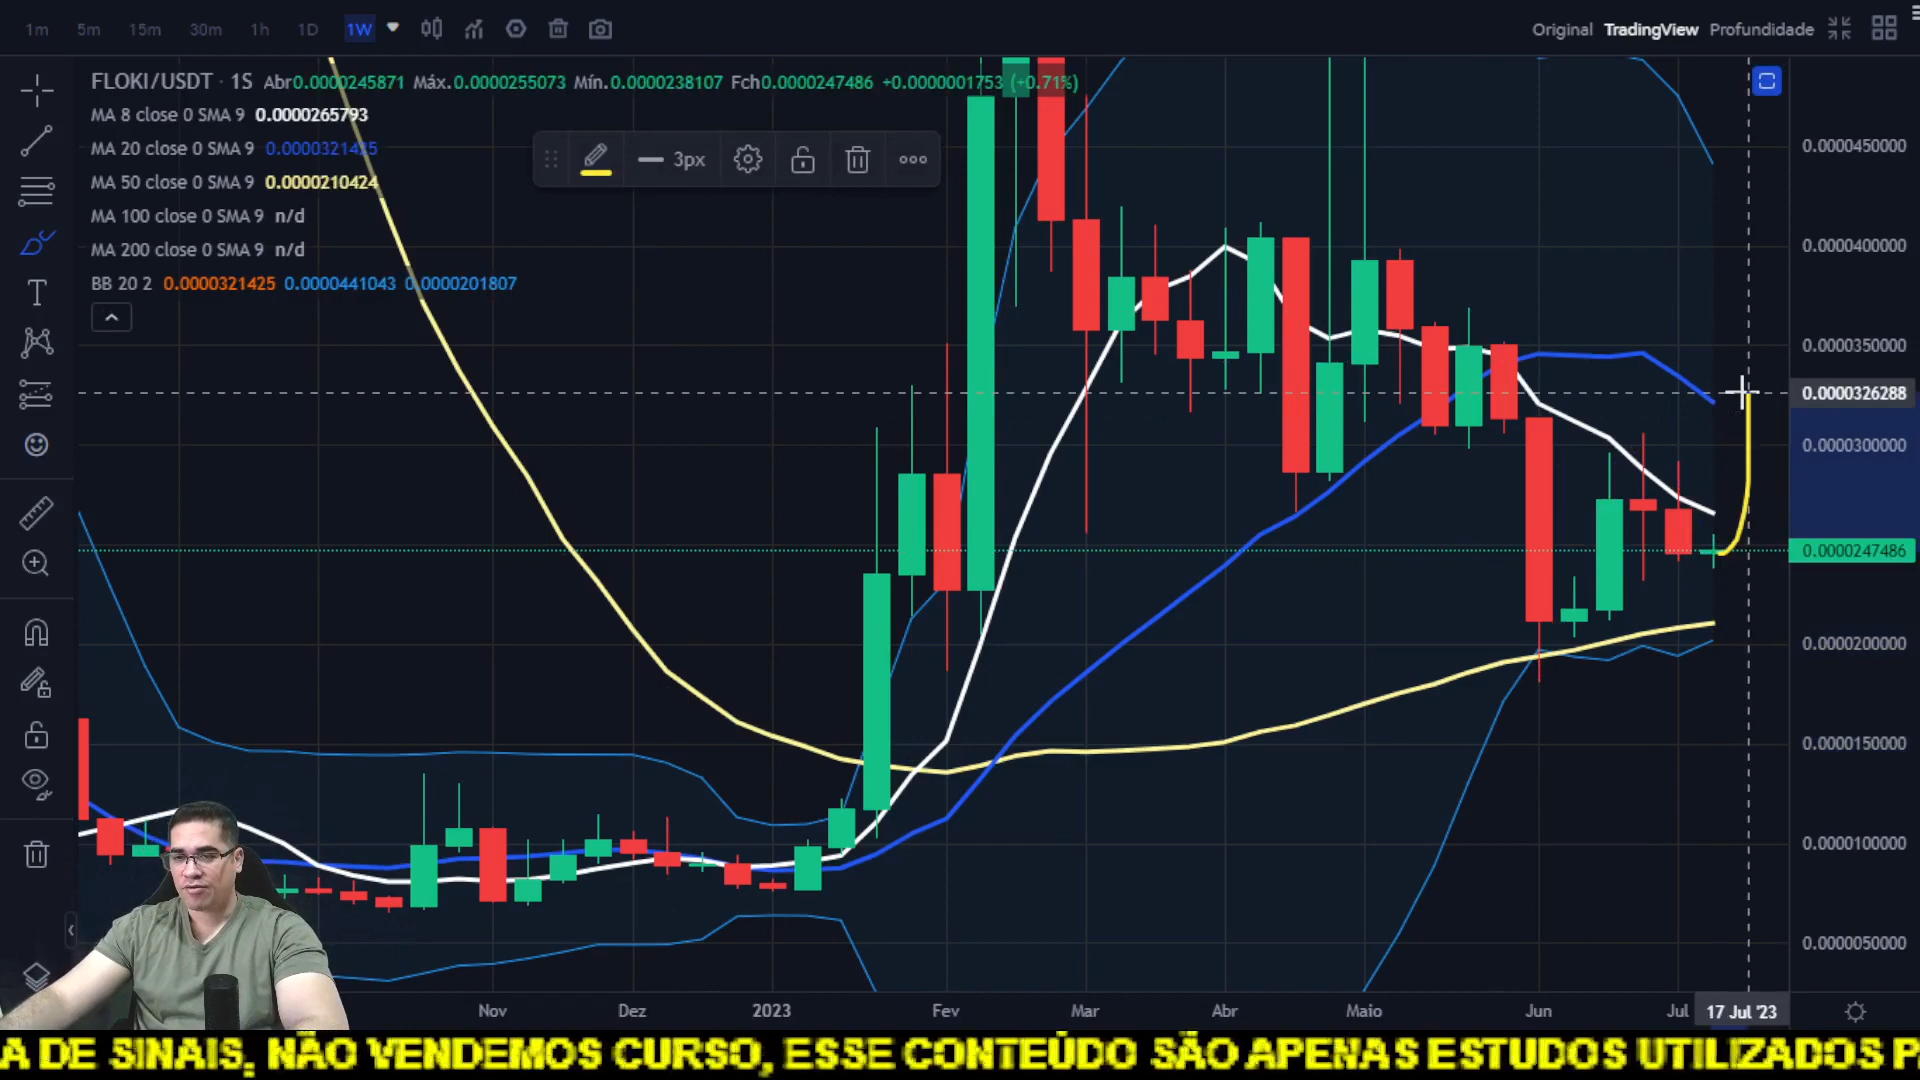 1m 5m 15m 30m 1h 1D 1W
Original TradingView Profundidade
FLOKI/USDT · 1S Abr0.0000245871 Máx.0.0000255073 Mín.0.0000238107 Fch0.0000247486 +0.0000001753 (+0.71%)
MA 8 close 0 SMA 9 0.0000265793
MA 20 close 0 SMA 9 0.0000321425
MA 50 close 0 SMA 9 0.0000210424
MA 100 close 0 SMA 9 n/d
MA 200 close 0 SMA 9 n/d
BB 20 2 0.0000321425 0.0000441043 0.0000201807
3px
0.0000450000
0.0000400000
0.0000350000
0.0000326288
0.0000300000
0.0000247486
0.0000200000
0.0000150000
0.0000100000
0.0000050000
Nov Dez 2023 Fev Mar Abr Maio Jun Jul 17 Jul '23
A DE SINAIS, NÃO VENDEMOS CURSO, ESSE CONTEÚDO SÃO APENAS ESTUDOS UTILIZADOS P